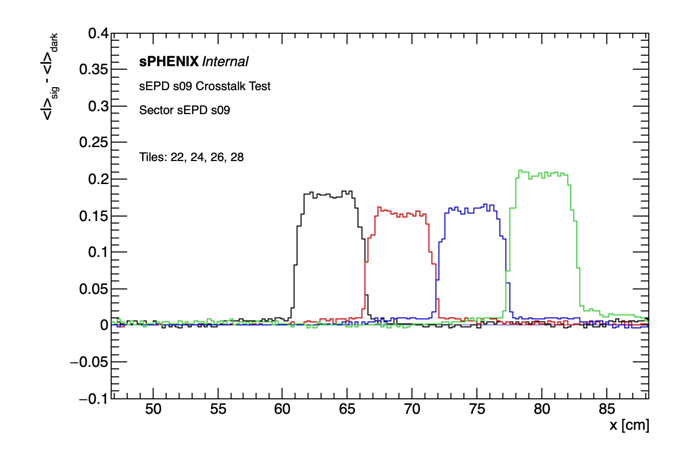 <I>sig - <I>dark
0.4
0.35
0.3
0.25
0.2
0.15
0.1
0.05
0
−0.05
−0.1
sPHENIX Internal
sEPD s09 Crosstalk Test
Sector sEPD s09
Tiles: 22, 24, 26, 28
50 55 60 65 70 75 80 85
x [cm]